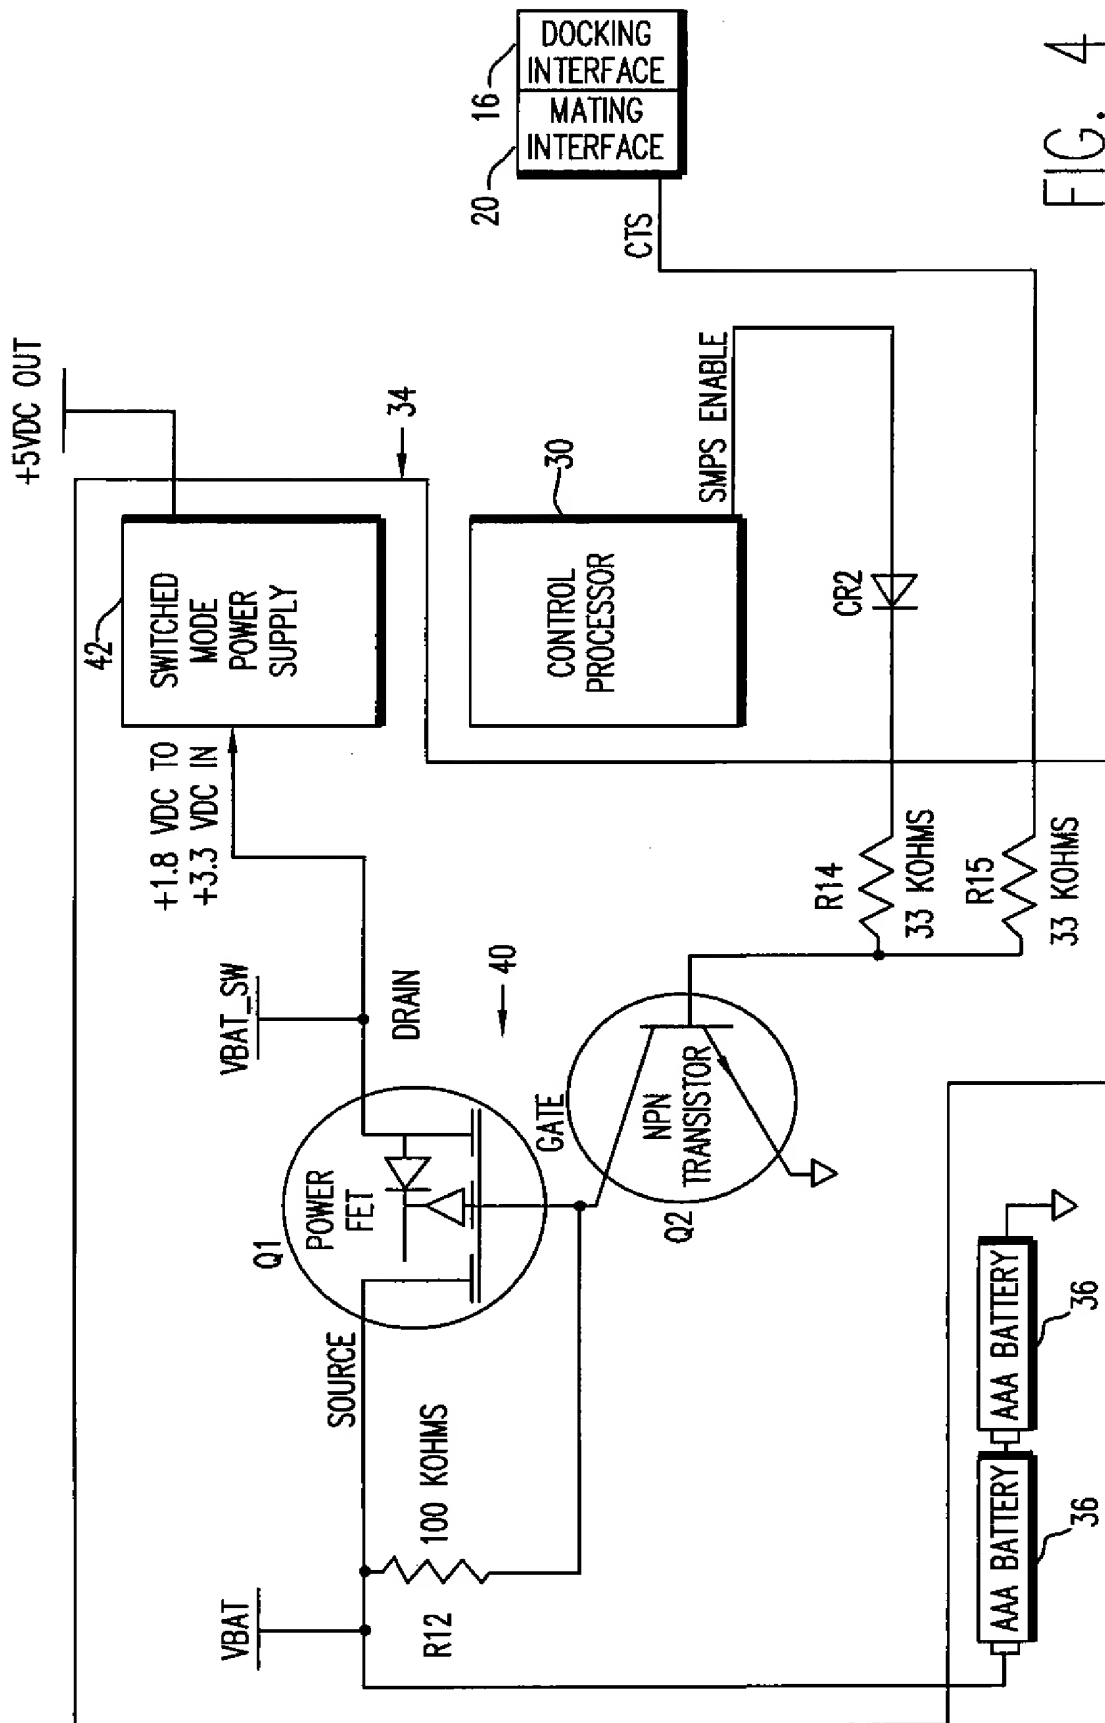 +5VDC OUT
42
SWITCHED
MODE
POWER
SUPPLY
+1.8 VDC TO
+3.3 VDC IN
34
VBAT_SW
DRAIN
40
Q1
POWER
FET
GATE
SOURCE
VBAT
R12
100 KOHMS
30
CONTROL
PROCESSOR
SMPS ENABLE
CR2
R14
33 KOHMS
R15
33 KOHMS
Q2
NPN
TRANSISTOR
16
DOCKING
INTERFACE
20
MATING
INTERFACE
CTS
AAA BATTERY
36
AAA BATTERY
36
FIG. 4